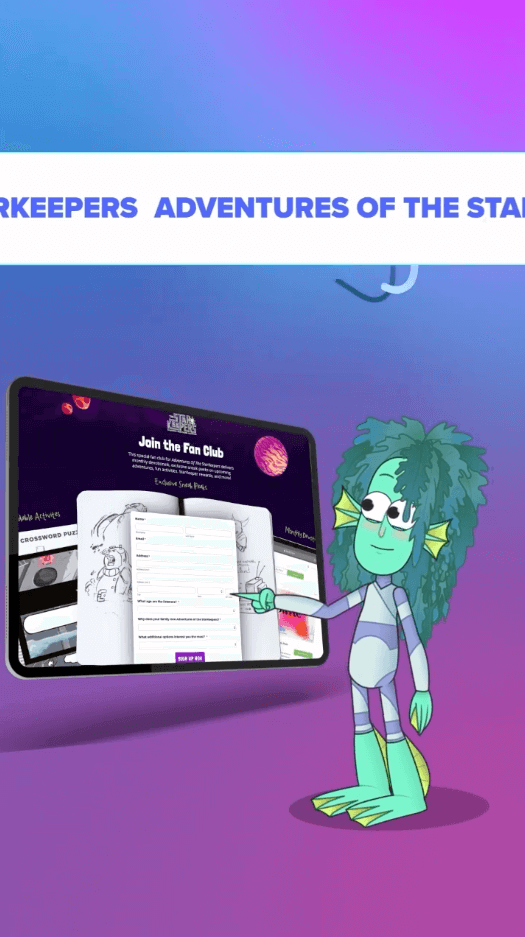 RKEEPERS ADVENTURES OF THE STAR
STAR
KEEPERS
Join the Fan Club
This special fan club for Adventures of the Starkeepers delivers
monthly devotionals, exclusive sneak peeks on upcoming
adventures, fun activities, Starkeeper rewards, and more!
Exclusive Sneak Peeks
Activities
CROSSWORD PUZ
Name
Email
Address
What age are the listeners?
Why does your family love Adventures of the Starkeepers?
What additional options interest you the most?
SIGN UP NOW